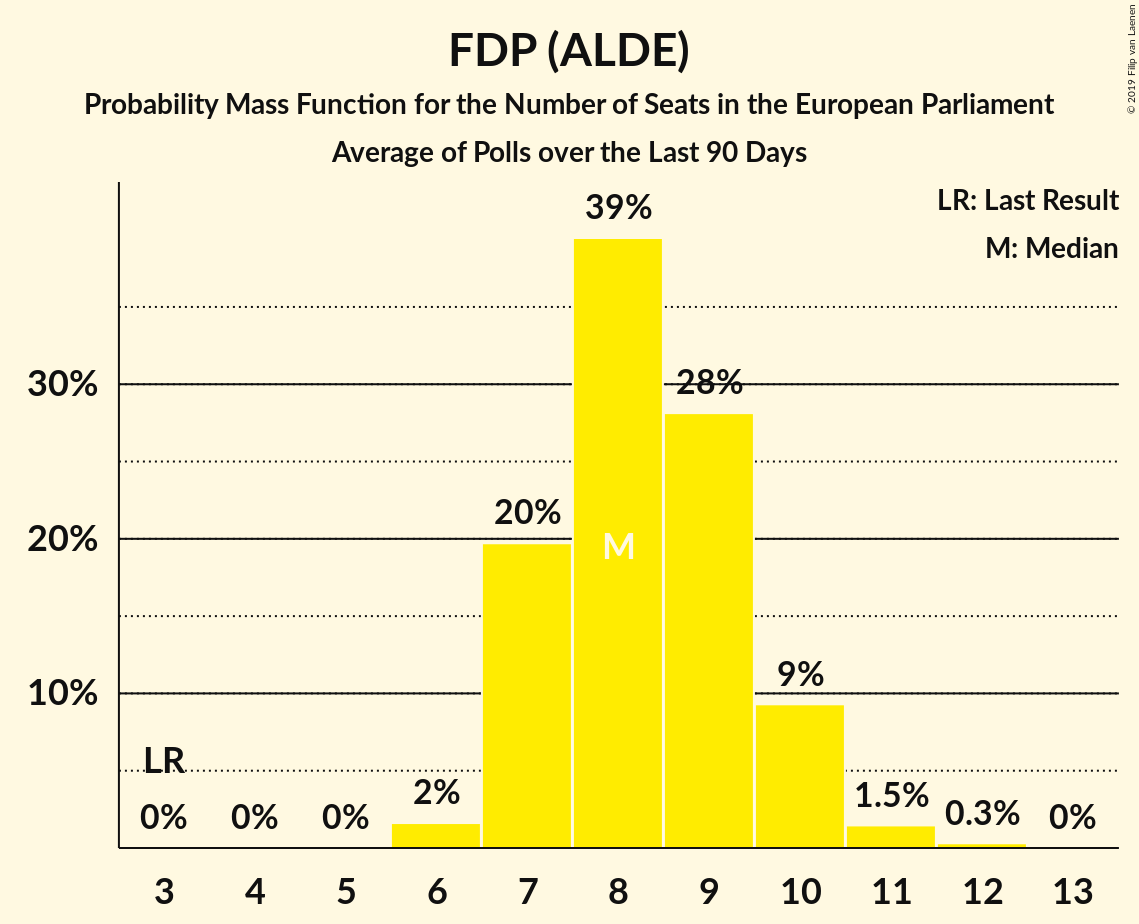 FDP (ALDE)
Probability Mass Function for the Number of Seats in the European Parliament
Average of Polls over the Last 90 Days
© 2019 Filip van Laenen
LR: Last Result
M: Median
39%
30%
28%
20%
20%
M
10%
9%
LR
0%
0%
0%
2%
1.5%
0.3%
0%
3 4 5 6 7 8 9 10 11 12 13